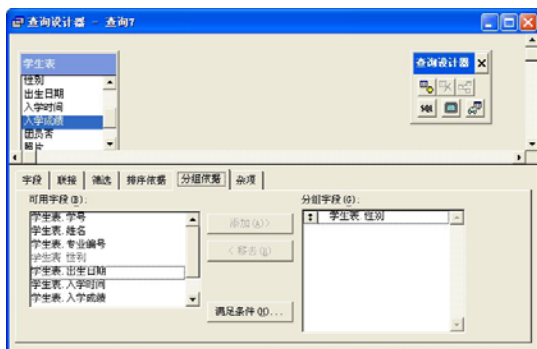 查询设计器 - 查询7
学生表
性别
出生日期
入学时间
入学成绩
团员否
照片
查询设计器
SQL
字段 联接 筛选 排序依据 分组依据 杂项
可用字段(B):
学生表.学号
学生表.姓名
学生表.专业编号
学生表.性别
学生表.出生日期
学生表.入学时间
学生表.入学成绩
添加(A)>
<移去(R)
满足条件(H)...
分组字段(G):
学生表.性别